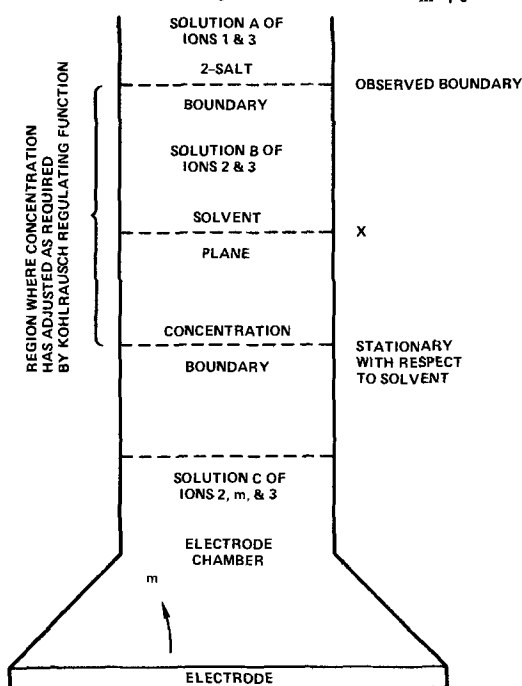 SOLUTION A OF
IONS 1 & 3
2-SALT
OBSERVED BOUNDARY
BOUNDARY
REGION WHERE CONCENTRATION
HAS ADJUSTED AS REQUIRED
BY KOHLRAUSCH REGULATING FUNCTION
SOLUTION B OF
IONS 2 & 3
SOLVENT
X
PLANE
CONCENTRATION
STATIONARY
WITH RESPECT
TO SOLVENT
BOUNDARY
SOLUTION C OF
IONS 2, m, & 3
ELECTRODE
CHAMBER
m
ELECTRODE